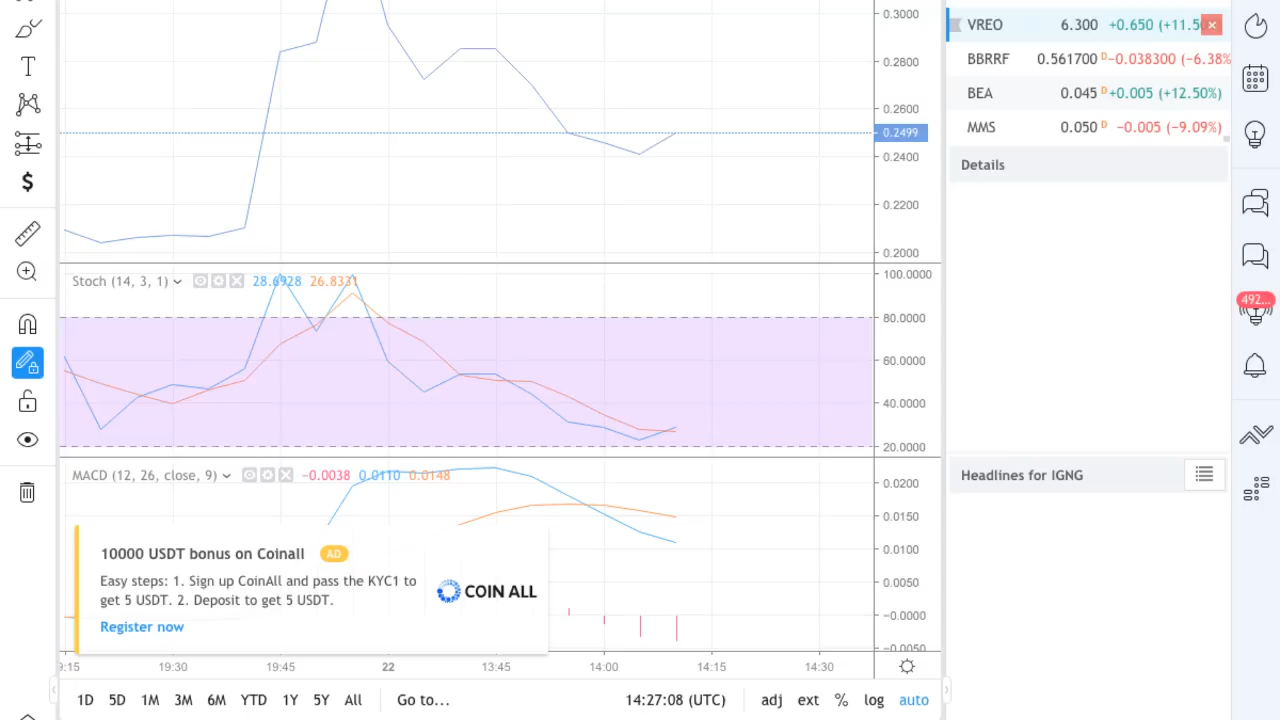 0.3000
0.2800
0.2600
0.2499
0.2400
0.2200
0.2000
VREO 6.300 +0.650 (+11.5
BBRRF 0.561700 D −0.038300 (−6.38%
BEA 0.045 D +0.005 (+12.50%)
MMS 0.050 D −0.005 (−9.09%)
Details
Stoch (14, 3, 1) 28.6928 26.8331
100.0000
80.0000
60.0000
40.0000
20.0000
492...
MACD (12, 26, close, 9) −0.0038 0.0110 0.0148
0.0200
0.0150
0.0100
0.0050
−0.0000
−0.0050
Headlines for IGNG
10000 USDT bonus on Coinall AD
Easy steps: 1. Sign up CoinAll and pass the KYC1 to
get 5 USDT. 2. Deposit to get 5 USDT.
Register now
COIN ALL
9:15 19:30 19:45 22 13:45 14:00 14:15 14:30
1D 5D 1M 3M 6M YTD 1Y 5Y All Go to... 14:27:08 (UTC) adj ext % log auto